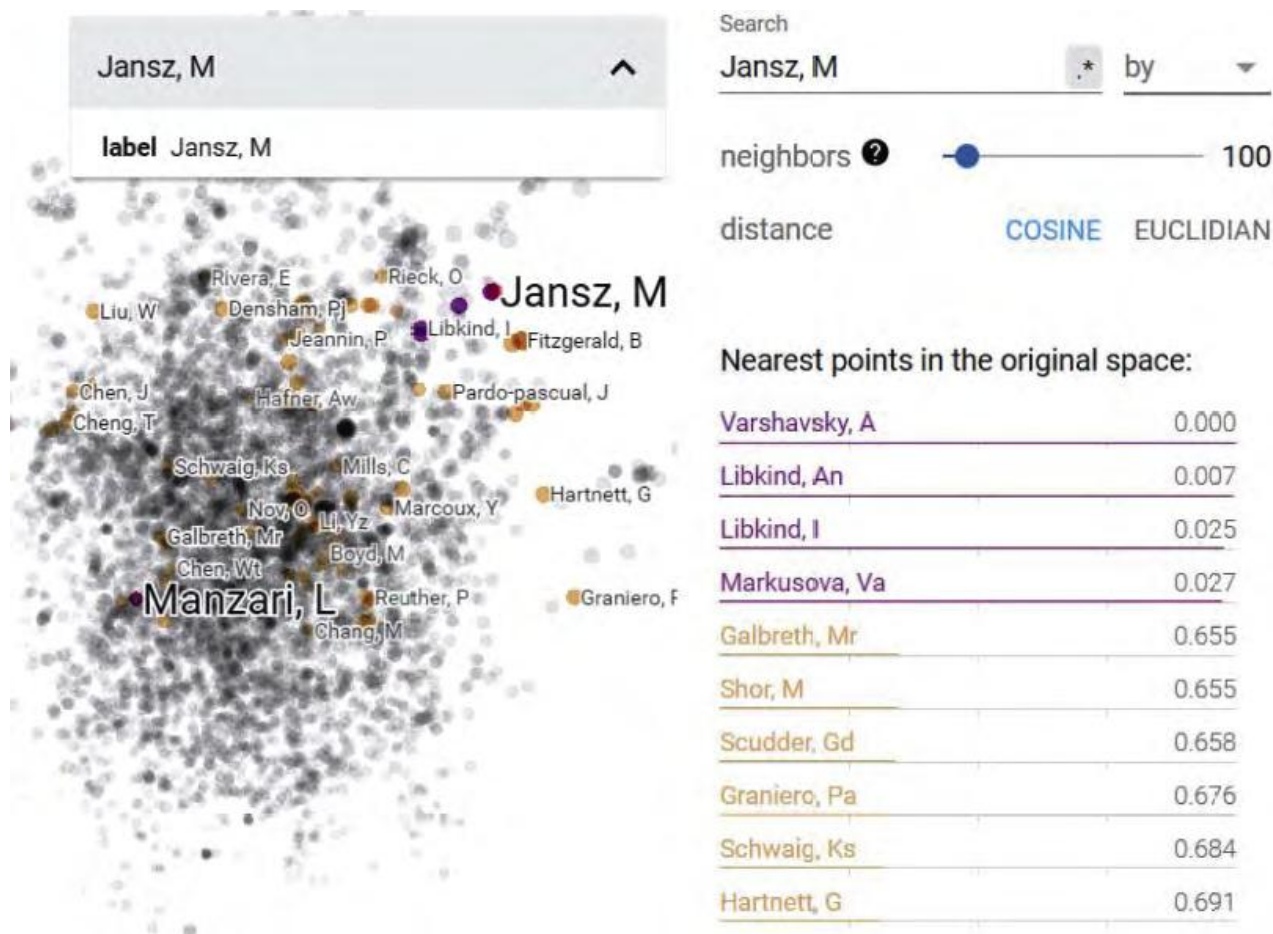 Jansz, M
label Jansz, M
Rivera, E
Rieck, O
Jansz, M
Liu, W
Densham, Pj
Libkind, I
Jeannin, P
Fitzgerald, B
Chen, J
Hafner, Aw
Pardo-pascual, J
Cheng, T
Schwaig, Ks
Mills, C
Hartnett, G
Nov, O
Marcoux, Y
Li, Yz
Galbreth, Mr
Boyd, M
Chen, Wt
Manzari, L
Reuther, P
Graniero, P
Chang, M
Search
Jansz, M .* by
neighbors ? 100
distance COSINE EUCLIDIAN
Nearest points in the original space:
Varshavsky, A 0.000
Libkind, An 0.007
Libkind, I 0.025
Markusova, Va 0.027
Galbreth, Mr 0.655
Shor, M 0.655
Scudder, Gd 0.658
Graniero, Pa 0.676
Schwaig, Ks 0.684
Hartnett, G 0.691